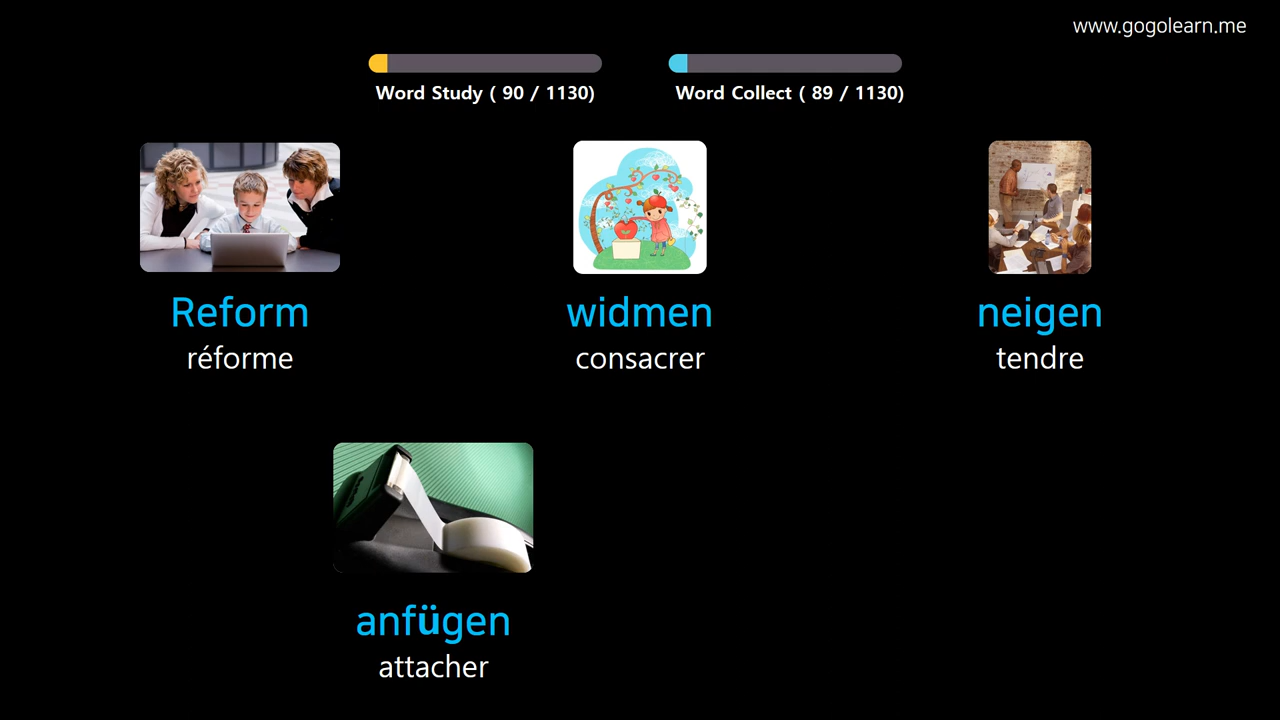 www.gogolearn.me
Word Study ( 90 / 1130)
Word Collect ( 89 / 1130)
Reform
réforme
widmen
consacrer
neigen
tendre
anfügen
attacher